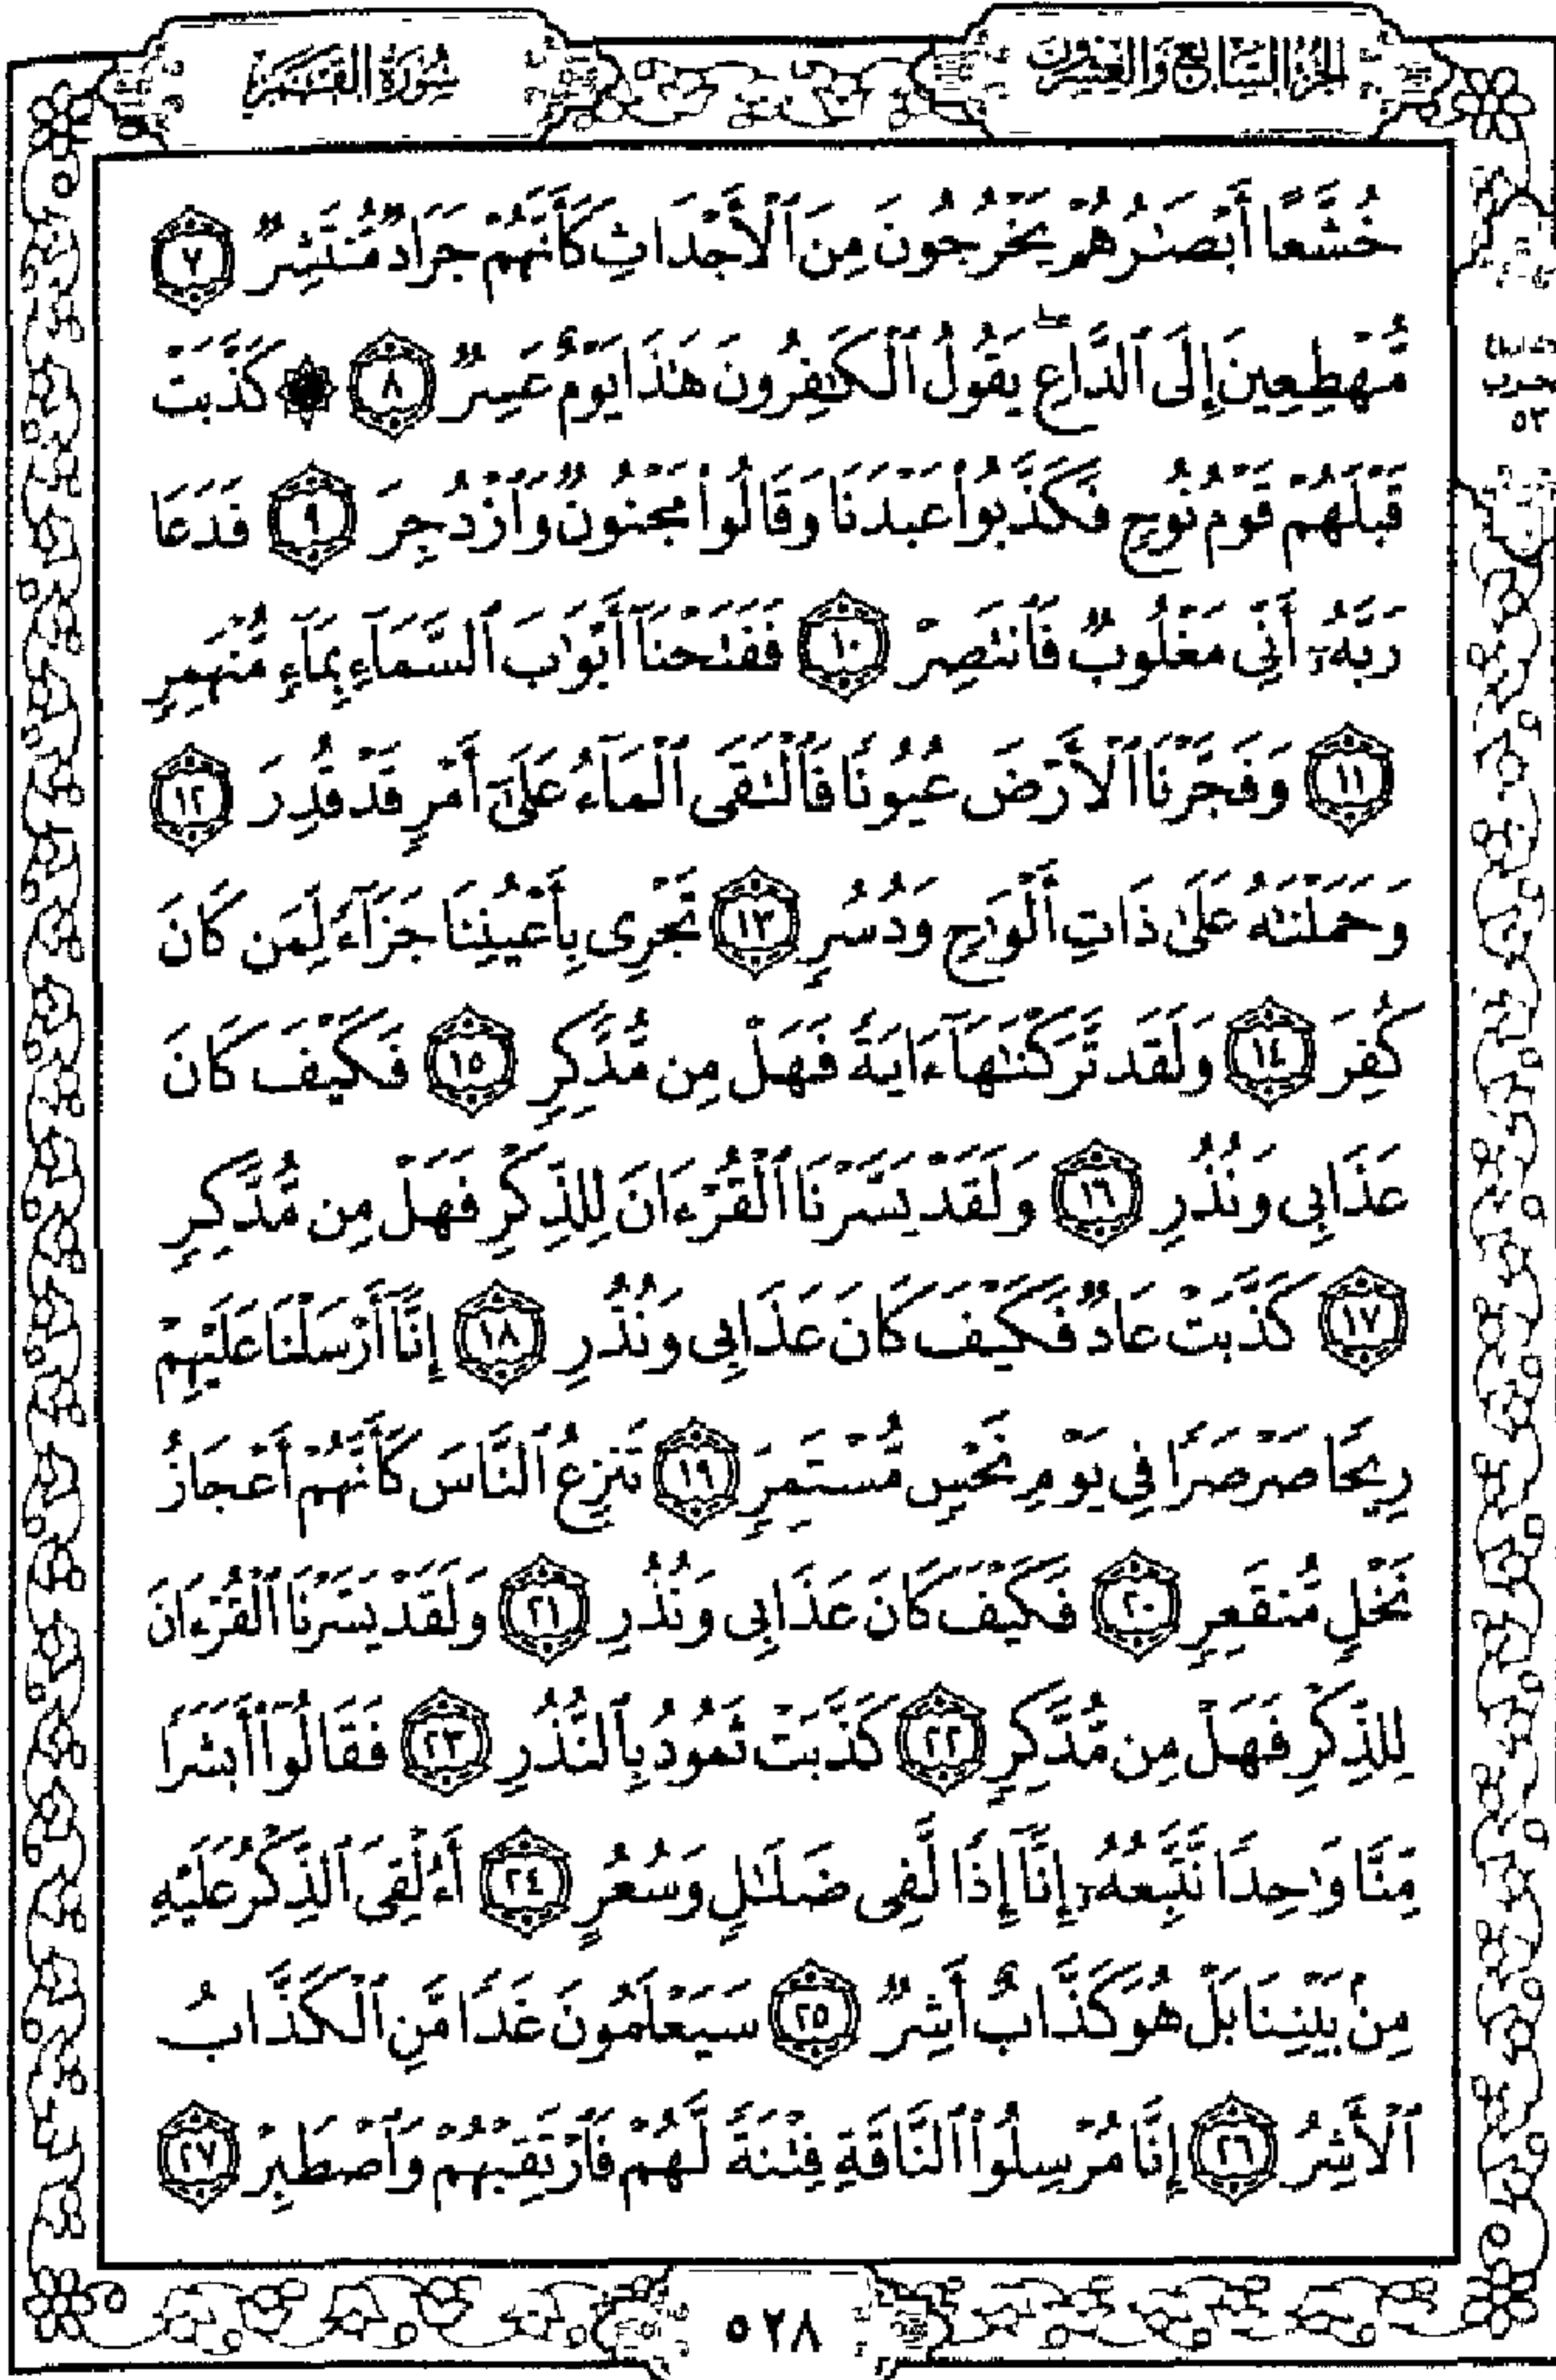 الجزء السابع والعشرون
سورة القمر
خُشَّعًا أَبْصَـٰرُهُمْ يَخْرُجُونَ مِنَ ٱلْأَجْدَاثِ كَأَنَّهُمْ جَرَادٌ مُّنتَشِرٌ ٧
مُّهْطِعِينَ إِلَى ٱلدَّاعِ ۖ يَقُولُ ٱلْكَـٰفِرُونَ هَـٰذَا يَوْمٌ عَسِرٌ ٨ ۞ كَذَّبَتْ
قَبْلَهُمْ قَوْمُ نُوحٍ فَكَذَّبُوا۟ عَبْدَنَا وَقَالُوا۟ مَجْنُونٌ وَٱزْدُجِرَ ٩ فَدَعَا
رَبَّهُۥٓ أَنِّى مَغْلُوبٌ فَٱنتَصِرْ ١٠ فَفَتَحْنَآ أَبْوَٰبَ ٱلسَّمَآءِ بِمَآءٍ مُّنْهَمِرٍ
١١ وَفَجَّرْنَا ٱلْأَرْضَ عُيُونًا فَٱلْتَقَى ٱلْمَآءُ عَلَىٰٓ أَمْرٍ قَدْ قُدِرَ ١٢
وَحَمَلْنَـٰهُ عَلَىٰ ذَاتِ أَلْوَٰحٍ وَدُسُرٍ ١٣ تَجْرِى بِأَعْيُنِنَا جَزَآءً لِّمَن كَانَ
كُفِرَ ١٤ وَلَقَد تَّرَكْنَـٰهَآ ءَايَةً فَهَلْ مِن مُّدَّكِرٍ ١٥ فَكَيْفَ كَانَ
عَذَابِى وَنُذُرِ ١٦ وَلَقَدْ يَسَّرْنَا ٱلْقُرْءَانَ لِلذِّكْرِ فَهَلْ مِن مُّدَّكِرٍ
١٧ كَذَّبَتْ عَادٌ فَكَيْفَ كَانَ عَذَابِى وَنُذُرِ ١٨ إِنَّآ أَرْسَلْنَا عَلَيْهِمْ
رِيحًا صَرْصَرًا فِى يَوْمِ نَحْسٍ مُّسْتَمِرٍّ ١٩ تَنزِعُ ٱلنَّاسَ كَأَنَّهُمْ أَعْجَازُ
نَخْلٍ مُّنقَعِرٍ ٢٠ فَكَيْفَ كَانَ عَذَابِى وَنُذُرِ ٢١ وَلَقَدْ يَسَّرْنَا ٱلْقُرْءَانَ
لِلذِّكْرِ فَهَلْ مِن مُّدَّكِرٍ ٢٢ كَذَّبَتْ ثَمُودُ بِٱلنُّذُرِ ٢٣ فَقَالُوٓا۟ أَبَشَرًا
مِّنَّا وَٰحِدًا نَّتَّبِعُهُۥٓ إِنَّآ إِذًا لَّفِى ضَلَـٰلٍ وَسُعُرٍ ٢٤ أَءُلْقِىَ ٱلذِّكْرُ عَلَيْهِ
مِنۢ بَيْنِنَا بَلْ هُوَ كَذَّابٌ أَشِرٌ ٢٥ سَيَعْلَمُونَ غَدًا مَّنِ ٱلْكَذَّابُ
ٱلْأَشِرُ ٢٦ إِنَّا مُرْسِلُوا۟ ٱلنَّاقَةِ فِتْنَةً لَّهُمْ فَٱرْتَقِبْهُمْ وَٱصْطَبِرْ ٢٧
٥٢٨